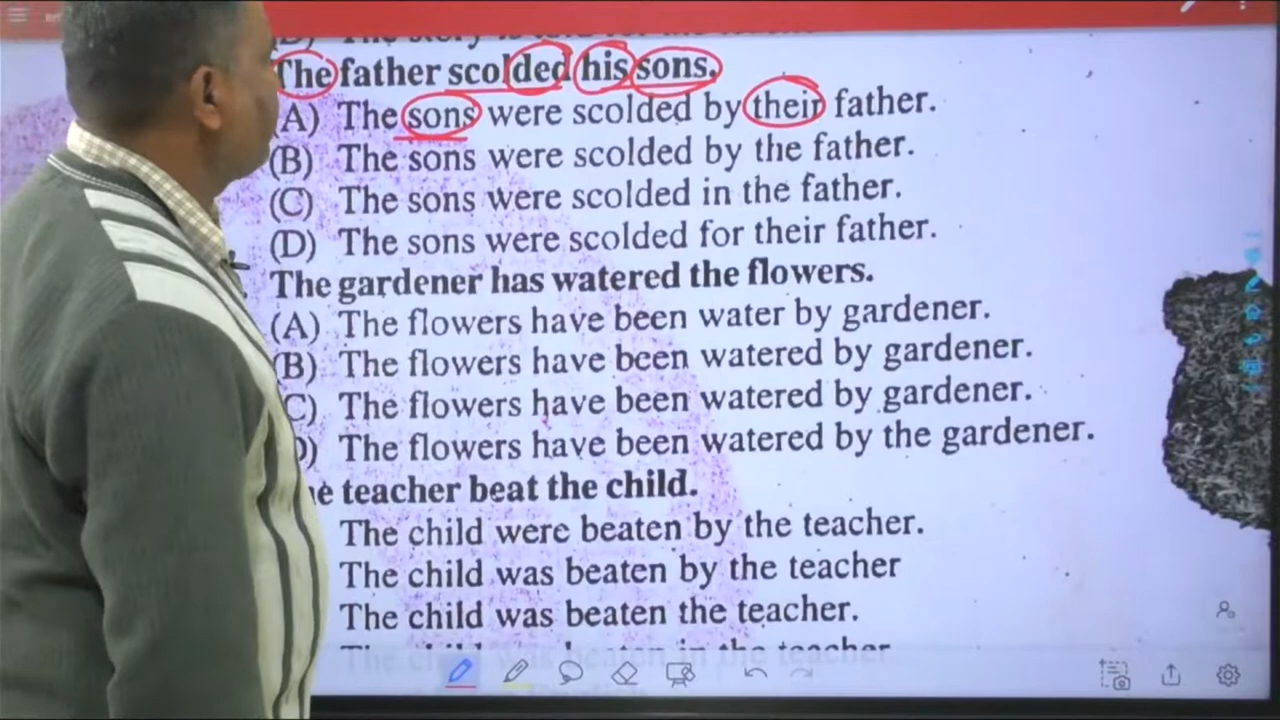 The father scolded his sons.
(A) The sons were scolded by their father.
(B) The sons were scolded by the father.
(C) The sons were scolded in the father.
(D) The sons were scolded for their father.
The gardener has watered the flowers.
(A) The flowers have been water by gardener.
(B) The flowers have been watered by gardener.
C) The flowers have been watered by gardener.
) The flowers have been watered by the gardener.
e teacher beat the child.
The child were beaten by the teacher.
The child was beaten by the teacher
The child was beaten the teacher.